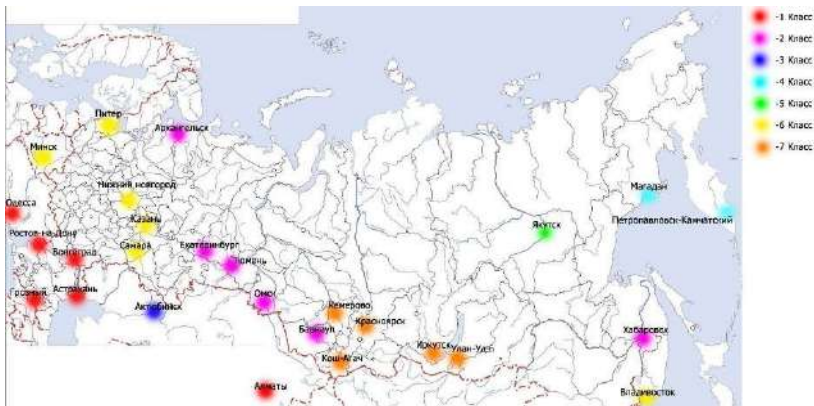 -1 Класс
-2 Класс
-3 Класс
-4 Класс
-5 Класс
-6 Класс
-7 Класс
Питер
Архангельск
Минск
Нижний новгород
Магадан
Одесса
Казань
Петропавловск-Камчатский
Якутск
Ростов-на-Доне
Волгоград
Самара
Екатеринбург
Тюмень
Грозный
Астрахань
Актюбинск
Омск
Кемерово
Красноярск
Барнаул
Хабаровск
Иркутск
Улан-Удэ
Кош-Агач
Алматы
Владивосток